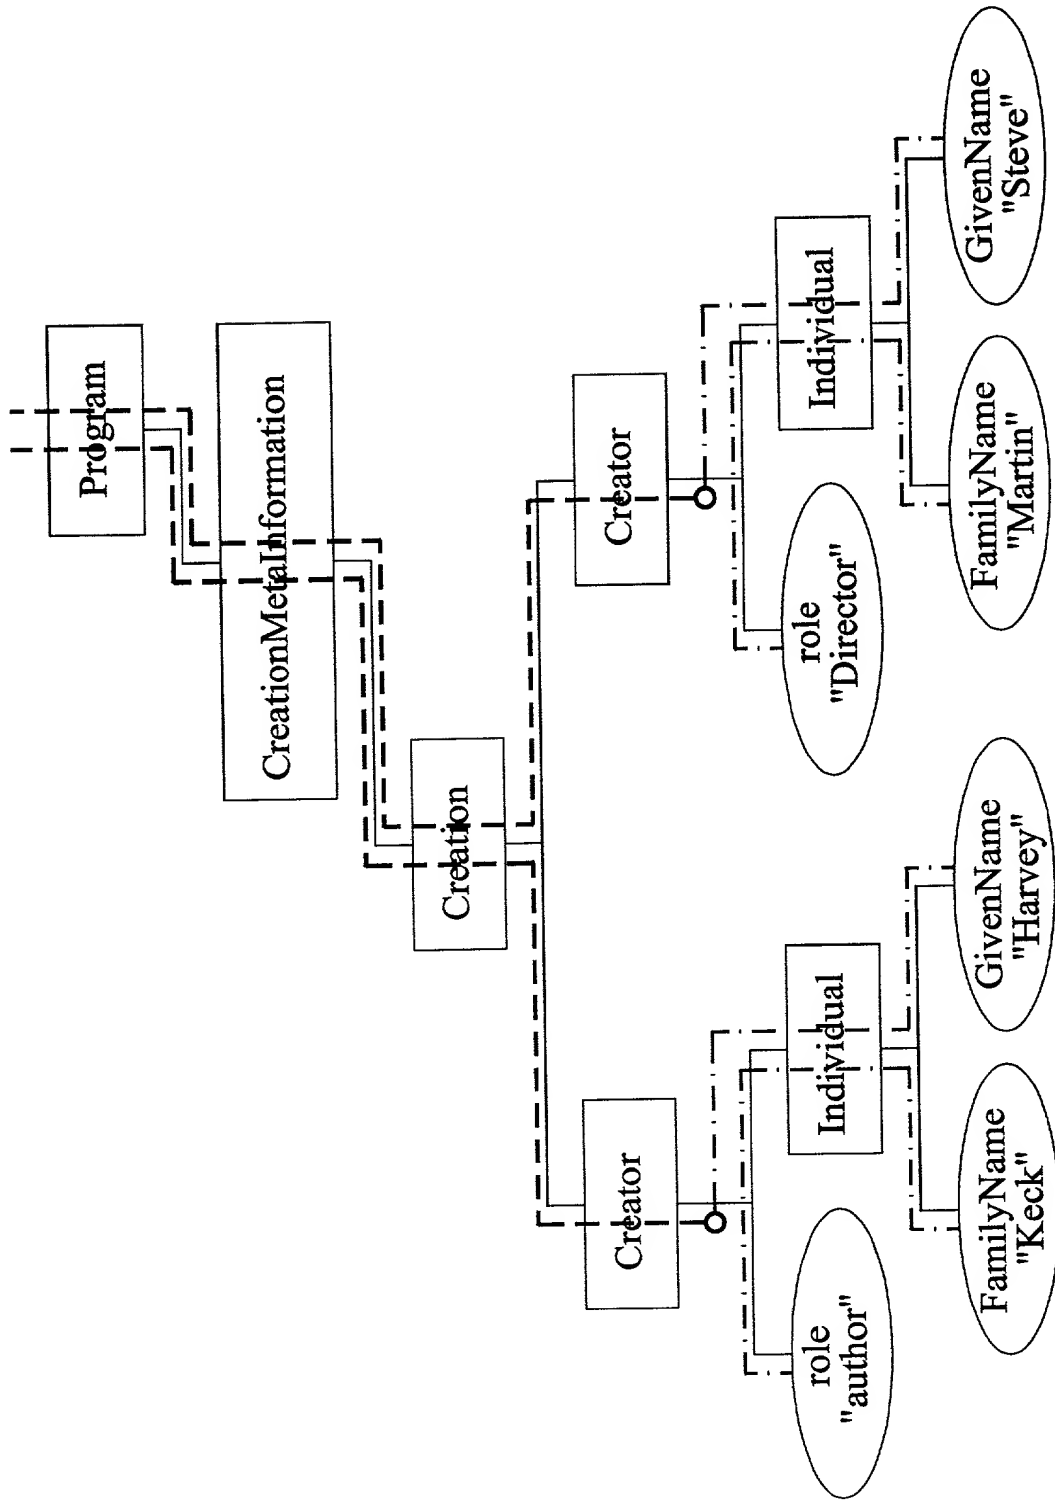 Program
CreationMetaInformation
Creation
Creator
Creator
role
"author"
Individual
role
"Director"
Individual
FamilyName
"Keck"
GivenName
"Harvey"
FamilyName
"Martin"
GivenName
"Steve"